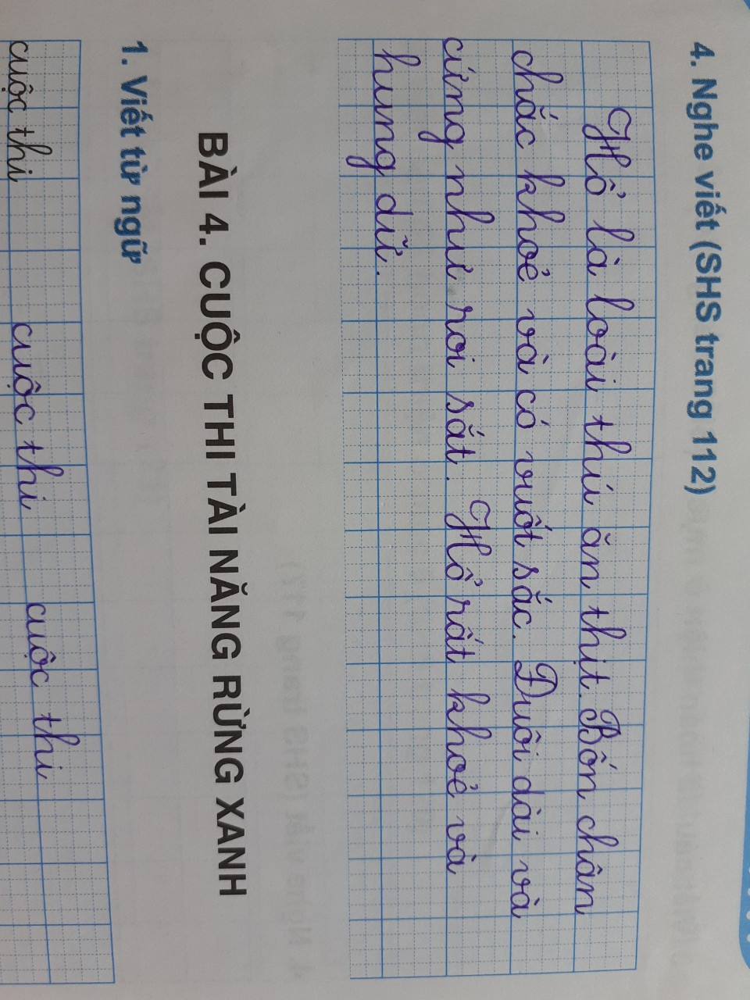 4. Nghe viết (SHS trang 112)
Hổ là loài thú ăn thịt. Bốn chân
chắc khoẻ và có vuốt sắc. Đuôi dài và
cứng như roi sắt. Hổ rất khoẻ và
hung dữ.
BÀI 4. CUỘC THI TÀI NĂNG RỪNG XANH
1. Viết từ ngữ
cuộc thi cuộc thi cuộc thi